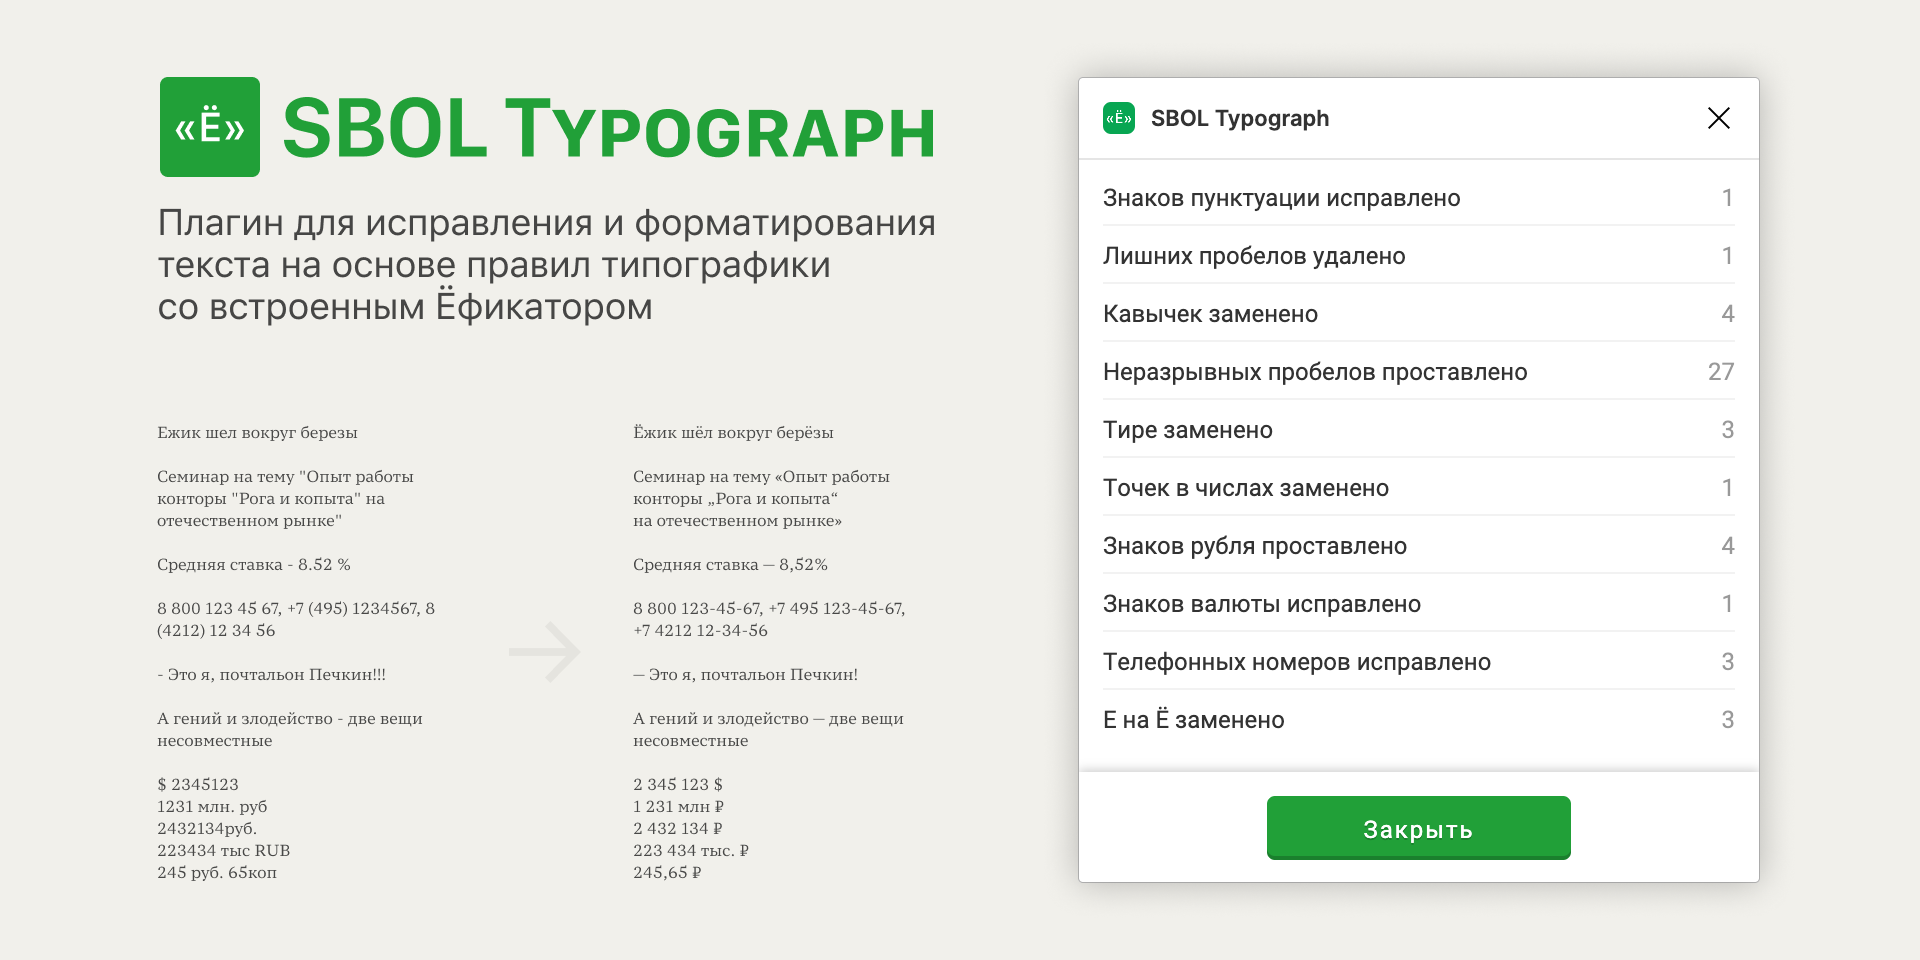 «Ё» SBOL Typograph
Плагин для исправления и форматирования
текста на основе правил типографики
со встроенным Ёфикатором
Ежик шел вокруг березы
Семинар на тему "Опыт работы
конторы "Рога и копыта" на
отечественном рынке"
Средняя ставка - 8.52 %
8 800 123 45 67, +7 (495) 1234567, 8
(4212) 12 34 56
- Это я, почтальон Печкин!!!
А гений и злодейство - две вещи
несовместные
$ 2345123
1231 млн. руб
2432134руб.
223434 тыс RUB
245 руб. 65коп
Ёжик шёл вокруг берёзы
Семинар на тему «Опыт работы
конторы „Рога и копыта“
на отечественном рынке»
Средняя ставка — 8,52%
8 800 123-45-67, +7 495 123-45-67,
+7 4212 12-34-56
— Это я, почтальон Печкин!
А гений и злодейство — две вещи
несовместные
2 345 123 $
1 231 млн ₽
2 432 134 ₽
223 434 тыс. ₽
245,65 ₽
«Ё» SBOL Typograph
Знаков пунктуации исправлено 1
Лишних пробелов удалено 1
Кавычек заменено 4
Неразрывных пробелов проставлено 27
Тире заменено 3
Точек в числах заменено 1
Знаков рубля проставлено 4
Знаков валюты исправлено 1
Телефонных номеров исправлено 3
Е на Ё заменено 3
Закрыть